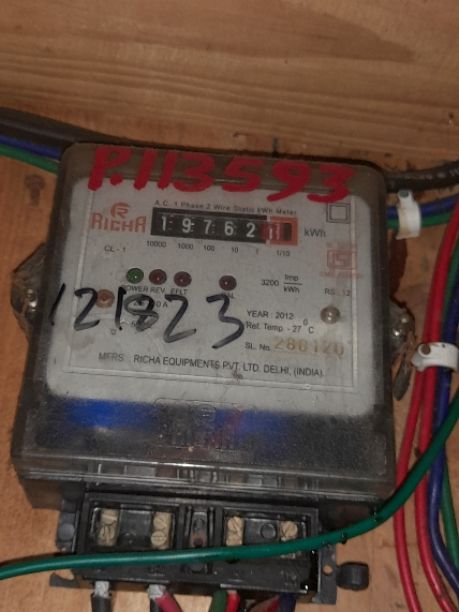 P.113593
A.C. 1 Phase 2 Wire Static kWh Meter
RICHA
1 9 7 6 2 kWh
CL - 1 10000 1000 100 10 1 1/10
POWER REV. E/LT CAL
3200 Imp/kWh
RS - 12
121823
YEAR : 2012
Ref. Temp - 27°C
SL. No. 280120
MFRS : RICHA EQUIPMENTS PVT. LTD. DELHI, (INDIA)